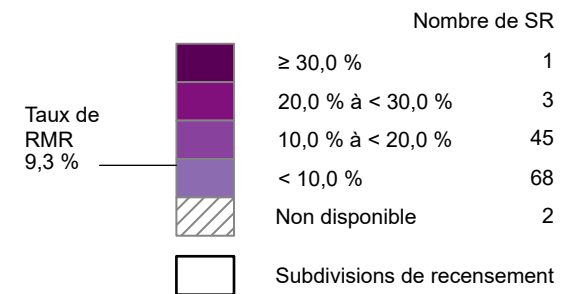 Nombre de SR
≥ 30,0 % 1
20,0 % à < 30,0 % 3
Taux de
RMR
9,3 %
10,0 % à < 20,0 % 45
< 10,0 % 68
Non disponible 2
Subdivisions de recensement